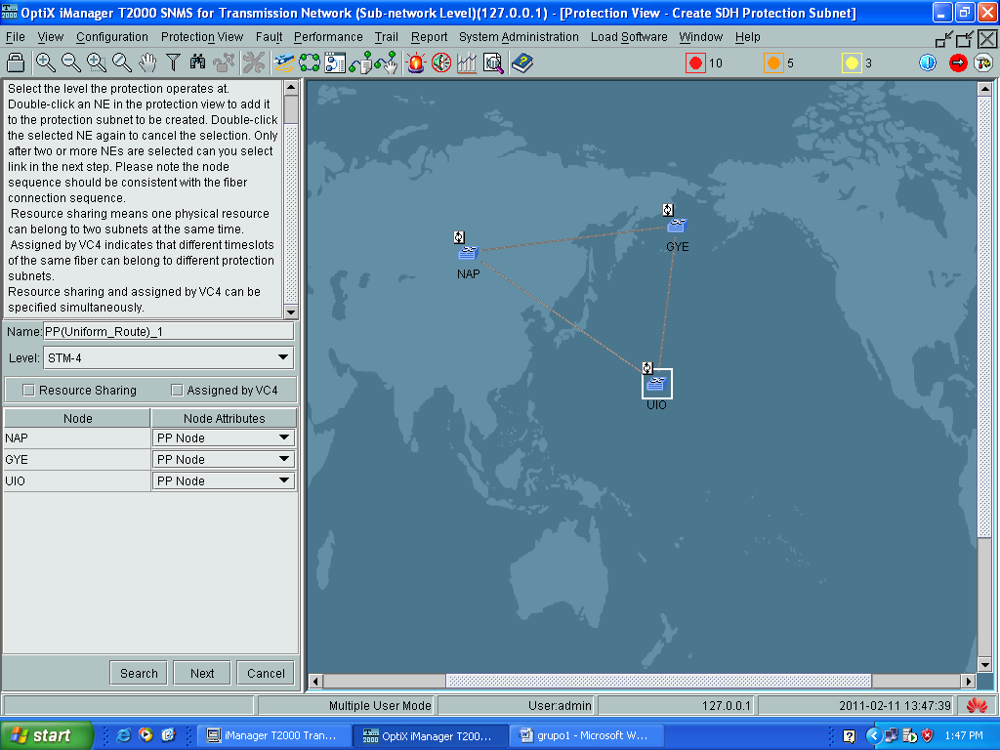 OptiX iManager T2000 SNMS for Transmission Network (Sub-network Level)(127.0.0.1) - [Protection View - Create SDH Protection Subnet]
File View Configuration Protection View Fault Performance Trail Report System Administration Load Software Window Help
10 5 3
Select the level the protection operates at.
Double-click an NE in the protection view to add it
to the protection subnet to be created. Double-click
the selected NE again to cancel the selection. Only
after two or more NEs are selected can you select
link in the next step. Please note the node
sequence should be consistent with the fiber
connection sequence.
Resource sharing means one physical resource
can belong to two subnets at the same time.
Assigned by VC4 indicates that different timeslots
of the same fiber can belong to different protection
subnets.
Resource sharing and assigned by VC4 can be
specified simultaneously.
Name: PP(Uniform_Route)_1
Level: STM-4
Resource Sharing Assigned by VC4
Node Node Attributes
NAP PP Node
GYE PP Node
UIO PP Node
Search Next Cancel
GYE
NAP
UIO
Multiple User Mode User:admin 127.0.0.1 2011-02-11 13:47:39
start iManager T2000 Tran... OptiX iManager T200... grupo1 - Microsoft W... 1:47 PM